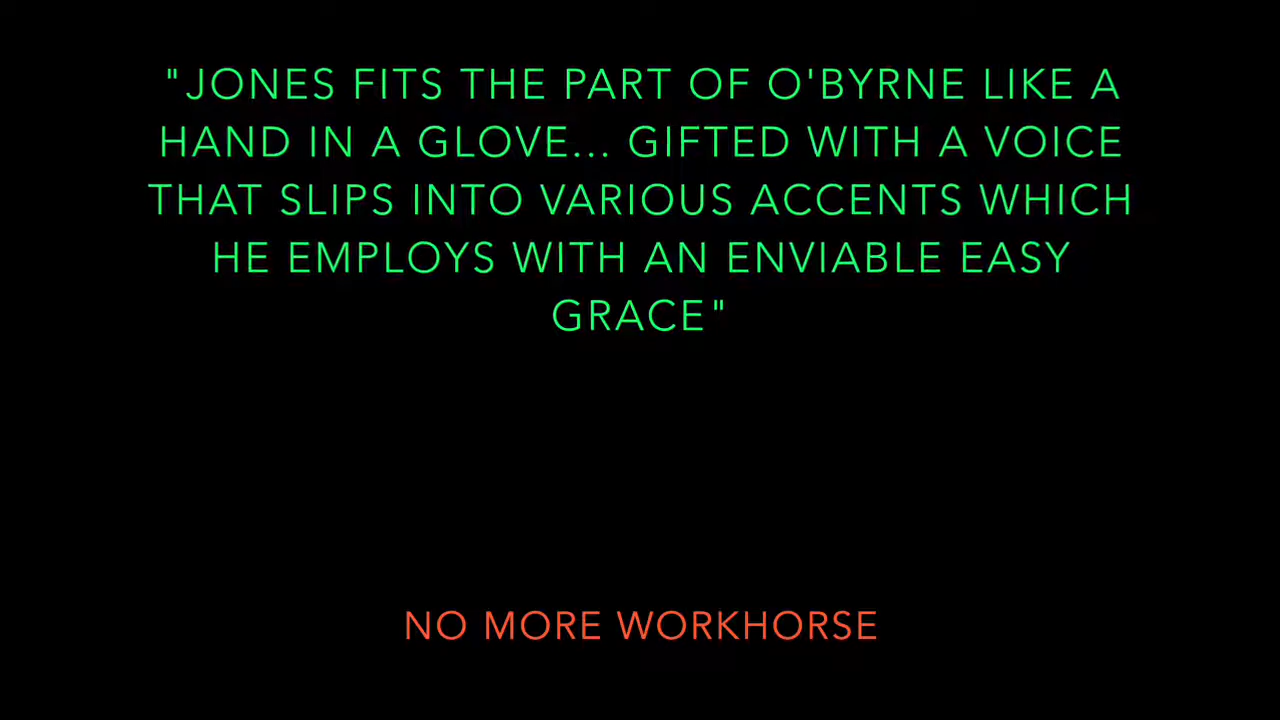 "JONES FITS THE PART OF O'BYRNE LIKE A
HAND IN A GLOVE... GIFTED WITH A VOICE
THAT SLIPS INTO VARIOUS ACCENTS WHICH
HE EMPLOYS WITH AN ENVIABLE EASY
GRACE"
NO MORE WORKHORSE